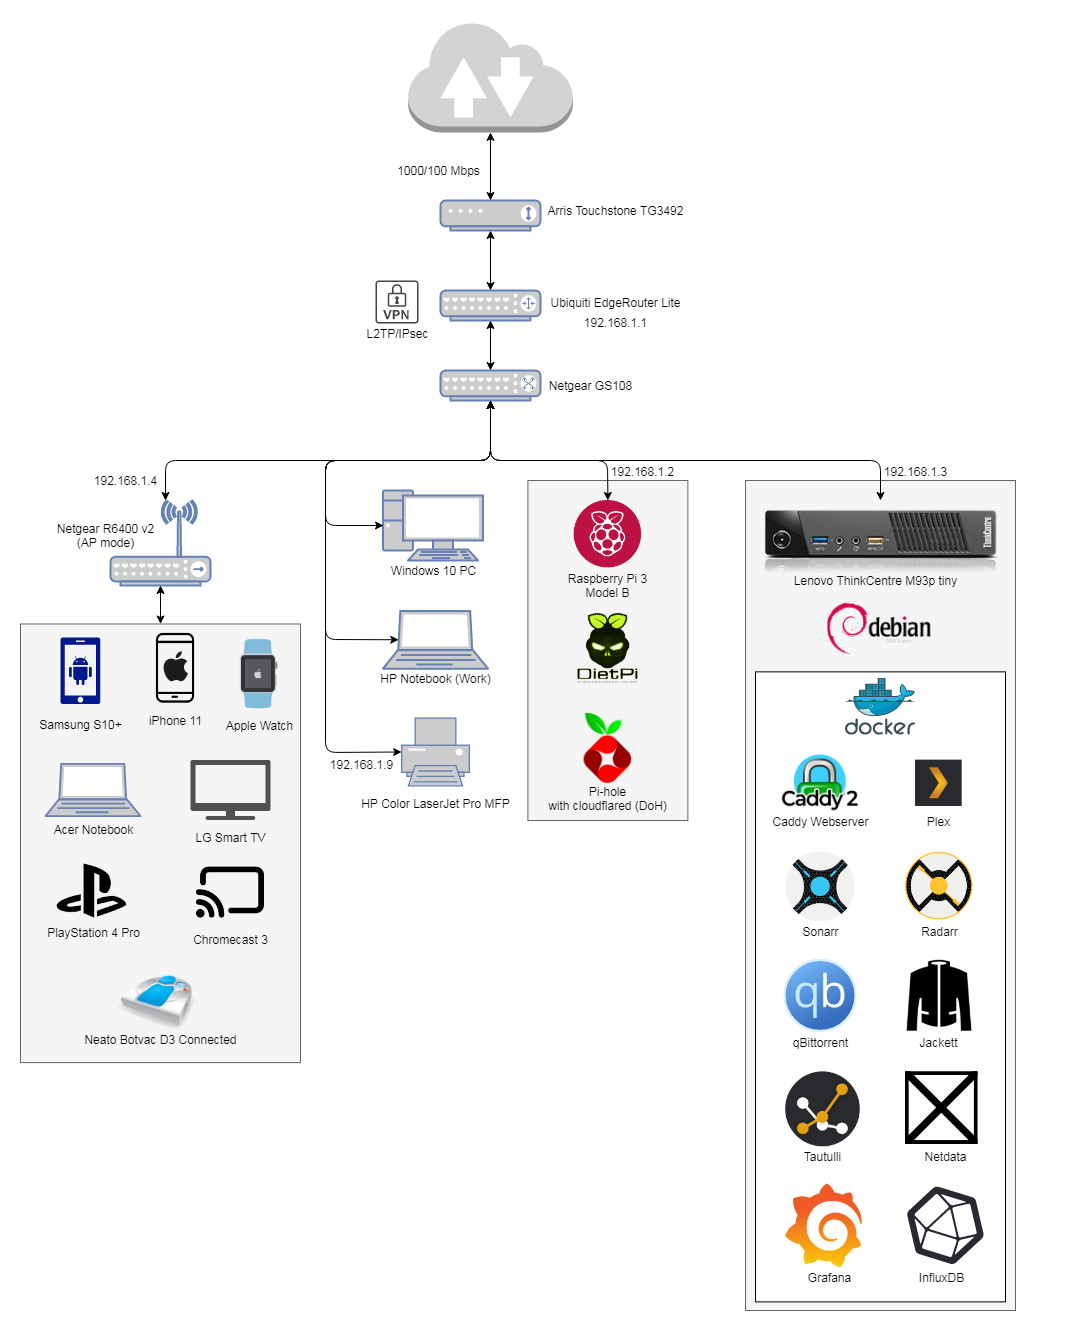 1000/100 Mbps
Arris Touchstone TG3492
VPN
L2TP/IPsec
Ubiquiti EdgeRouter Lite
192.168.1.1
Netgear GS108
192.168.1.4
Netgear R6400 v2
(AP mode)
Samsung S10+
iPhone 11
Apple Watch
Acer Notebook
LG Smart TV
PlayStation 4 Pro
Chromecast 3
Neato Botvac D3 Connected
Windows 10 PC
HP Notebook (Work)
192.168.1.9
HP Color LaserJet Pro MFP
192.168.1.2
Raspberry Pi 3
Model B
DietPi
Pi-hole
with cloudflared (DoH)
192.168.1.3
ThinkCentre
Lenovo ThinkCentre M93p tiny
debian
docker
Caddy 2
Caddy Webserver
Plex
Sonarr
Radarr
qb
qBittorrent
Jackett
Tautulli
Netdata
Grafana
InfluxDB